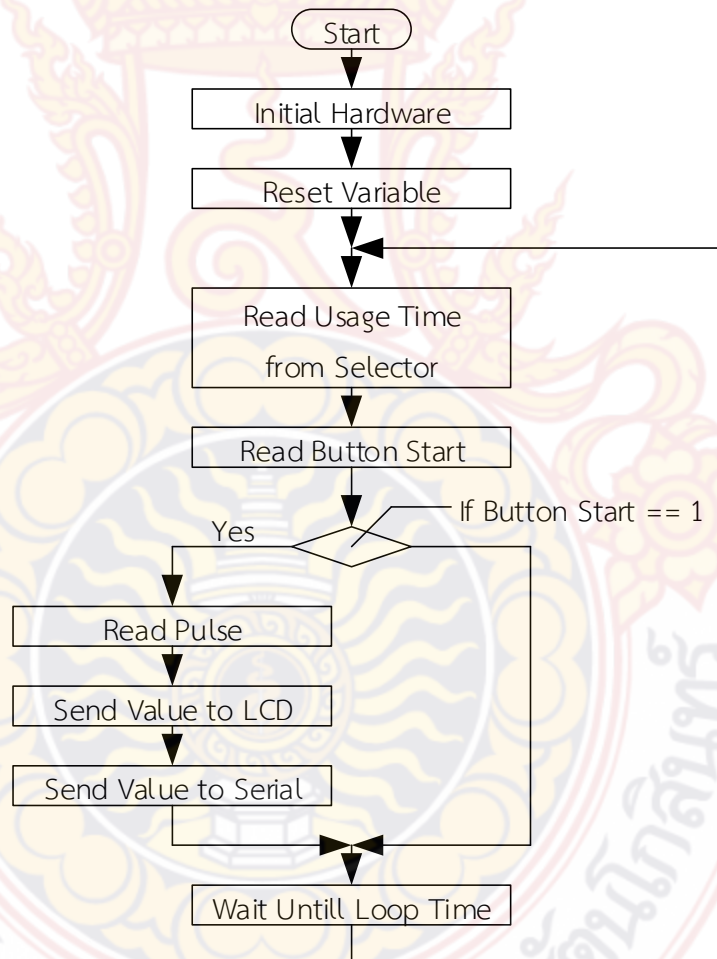 Start
Initial Hardware
Reset Variable
Read Usage Time
from Selector
Read Button Start
If Button Start == 1
Yes
Read Pulse
Send Value to LCD
Send Value to Serial
Wait Untill Loop Time